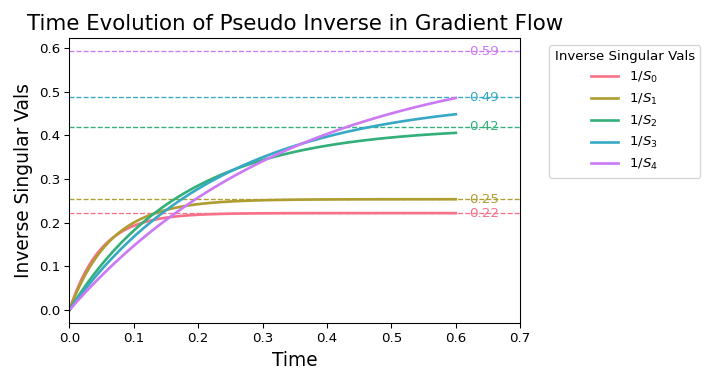 Time Evolution of Pseudo Inverse in Gradient Flow
Inverse Singular Vals
0.6
0.5
0.4
0.3
0.2
0.1
0.0
0.59
0.49
0.42
0.25
0.22
0.0 0.1 0.2 0.3 0.4 0.5 0.6 0.7
Time
Inverse Singular Vals
1/S₀
1/S₁
1/S₂
1/S₃
1/S₄